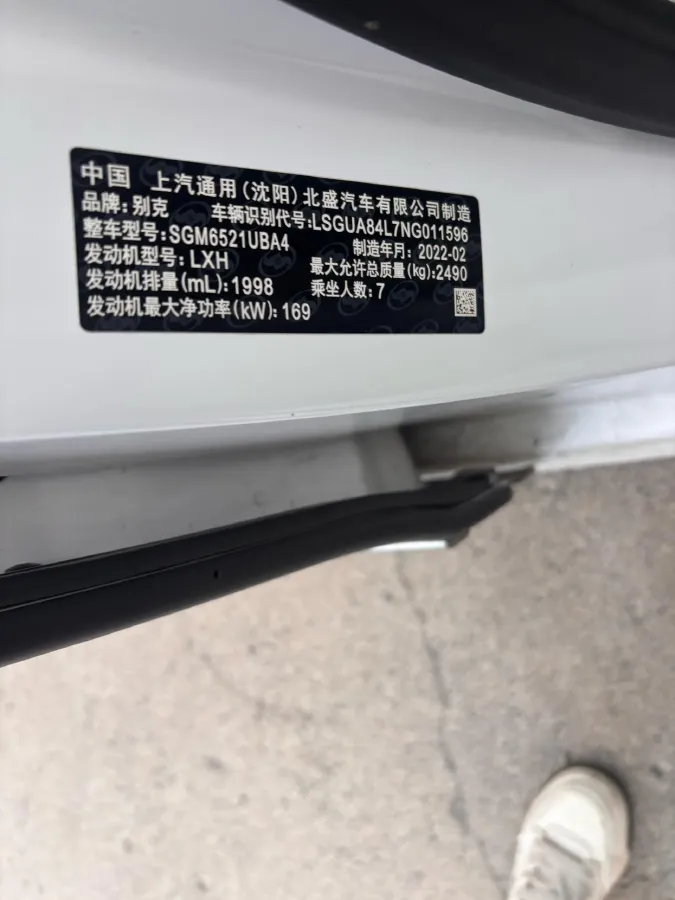 中国 上汽通用(沈阳)北盛汽车有限公司制造
品牌:别克 车辆识别代号:LSGUA84L7NG011596
整车型号:SGM6521UBA4 制造年月:2022-02
发动机型号:LXH 最大允许总质量(kg):2490
发动机排量(mL):1998 乘坐人数:7
发动机最大净功率(kW):169